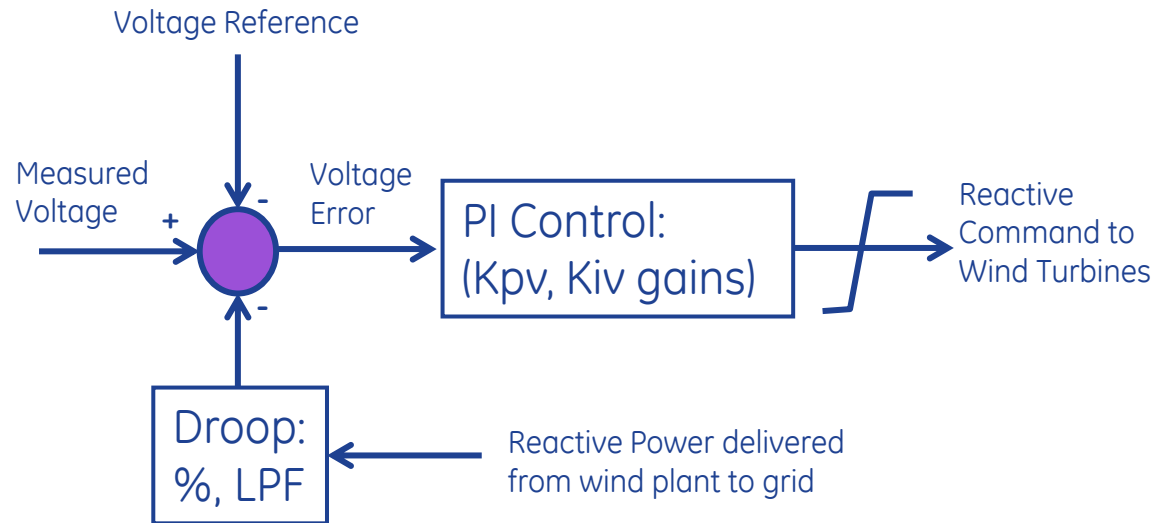 Voltage Reference
Measured
Voltage
+
-
Voltage
Error
PI Control:
(Kpv, Kiv gains)
Reactive
Command to
Wind Turbines
-
Droop:
%, LPF
Reactive Power delivered
from wind plant to grid